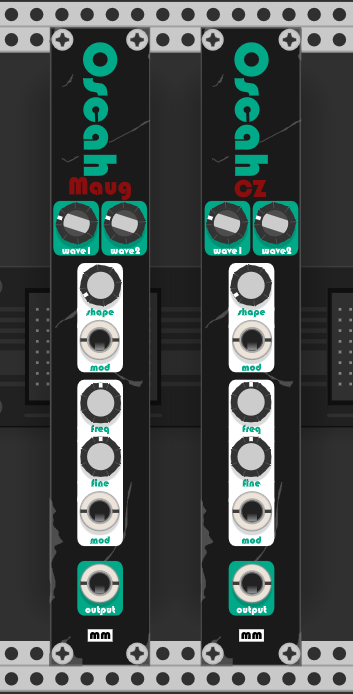 Oscah
Maug
wave1 wave2
shape
mod
freq
fine
mod
output
mm
Oscah
CZ
wave1 wave2
shape
mod
freq
fine
mod
output
mm